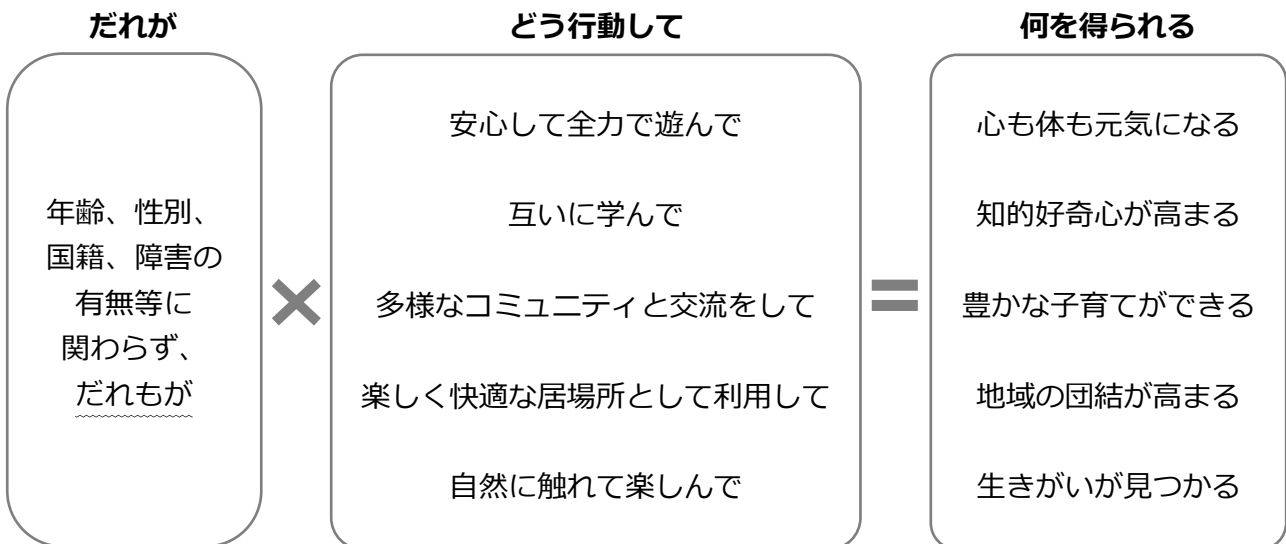 だれが
年齢、性別、
国籍、障害の
有無等に
関わらず、
だれもが
×
どう行動して
安心して全力で遊んで
互いに学んで
多様なコミュニティと交流をして
楽しく快適な居場所として利用して
自然に触れて楽しんで
=
何を得られる
心も体も元気になる
知的好奇心が高まる
豊かな子育てができる
地域の団結が高まる
生きがいが見つかる